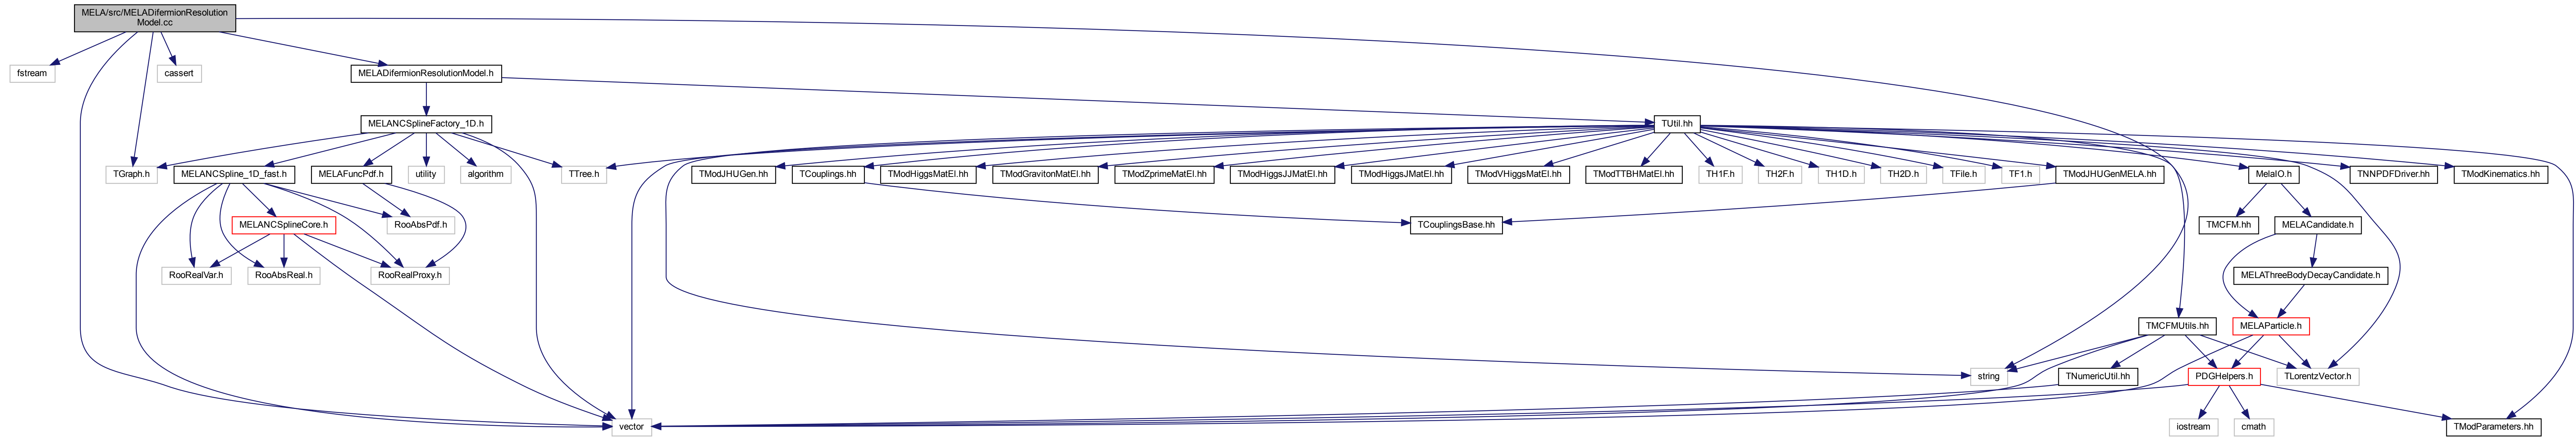 MELA/src/MELADifermionResolution
Model.cc
fstream
cassert
MELADifermionResolutionModel.h
MELANCSplineFactory_1D.h
TUtil.hh
TGraph.h
MELANCSpline_1D_fast.h
MELAFuncPdf.h
utility
algorithm
TTree.h
TModJHUGen.hh
TCouplings.hh
TModHiggsMatEl.hh
TModGravitonMatEl.hh
TModZprimeMatEl.hh
TModHiggsJJMatEl.hh
TModHiggsJMatEl.hh
TModVHiggsMatEl.hh
TModTTBHMatEl.hh
TH1F.h
TH2F.h
TH1D.h
TH2D.h
TFile.h
TF1.h
TModJHUGenMELA.hh
MelaIO.h
TNNPDFDriver.hh
TModKinematics.hh
MELANCSplineCore.h
RooAbsPdf.h
TCouplingsBase.hh
TMCFM.hh
MELACandidate.h
RooRealVar.h
RooAbsReal.h
RooRealProxy.h
MELAThreeBodyDecayCandidate.h
TMCFMUtils.hh
MELAParticle.h
string
TNumericUtil.hh
PDGHelpers.h
TLorentzVector.h
vector
iostream
cmath
TModParameters.hh